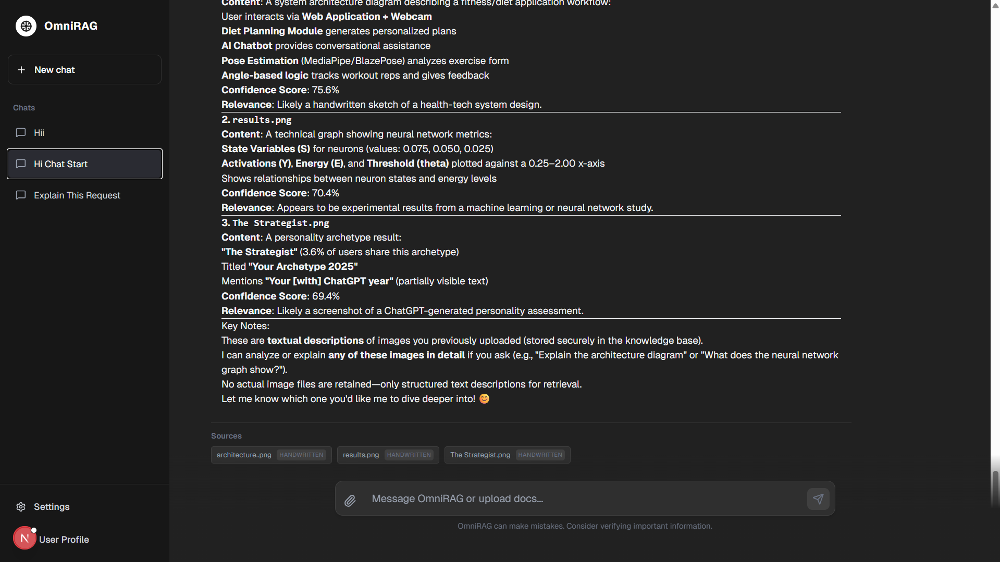 OmniRAG
New chat
Chats
Hii
Hi Chat Start
Explain This Request
Settings
N
User Profile
Content: A system architecture diagram describing a fitness/diet application workflow:
User interacts via Web Application + Webcam
Diet Planning Module generates personalized plans
AI Chatbot provides conversational assistance
Pose Estimation (MediaPipe/BlazePose) analyzes exercise form
Angle-based logic tracks workout reps and gives feedback
Confidence Score: 75.6%
Relevance: Likely a handwritten sketch of a health-tech system design.
2. results.png
Content: A technical graph showing neural network metrics:
State Variables (S) for neurons (values: 0.075, 0.050, 0.025)
Activations (Y), Energy (E), and Threshold (theta) plotted against a 0.25–2.00 x-axis
Shows relationships between neuron states and energy levels
Confidence Score: 70.4%
Relevance: Appears to be experimental results from a machine learning or neural network study.
3. The Strategist.png
Content: A personality archetype result:
"The Strategist" (3.6% of users share this archetype)
Titled "Your Archetype 2025"
Mentions "Your [with] ChatGPT year" (partially visible text)
Confidence Score: 69.4%
Relevance: Likely a screenshot of a ChatGPT-generated personality assessment.
Key Notes:
These are textual descriptions of images you previously uploaded (stored securely in the knowledge base).
I can analyze or explain any of these images in detail if you ask (e.g., "Explain the architecture diagram" or "What does the neural network
graph show?").
No actual image files are retained—only structured text descriptions for retrieval.
Let me know which one you'd like me to dive deeper into! 😊
Sources
architecture..png HANDWRITTEN results.png HANDWRITTEN The Strategist.png HANDWRITTEN
Message OmniRAG or upload docs...
OmniRAG can make mistakes. Consider verifying important information.